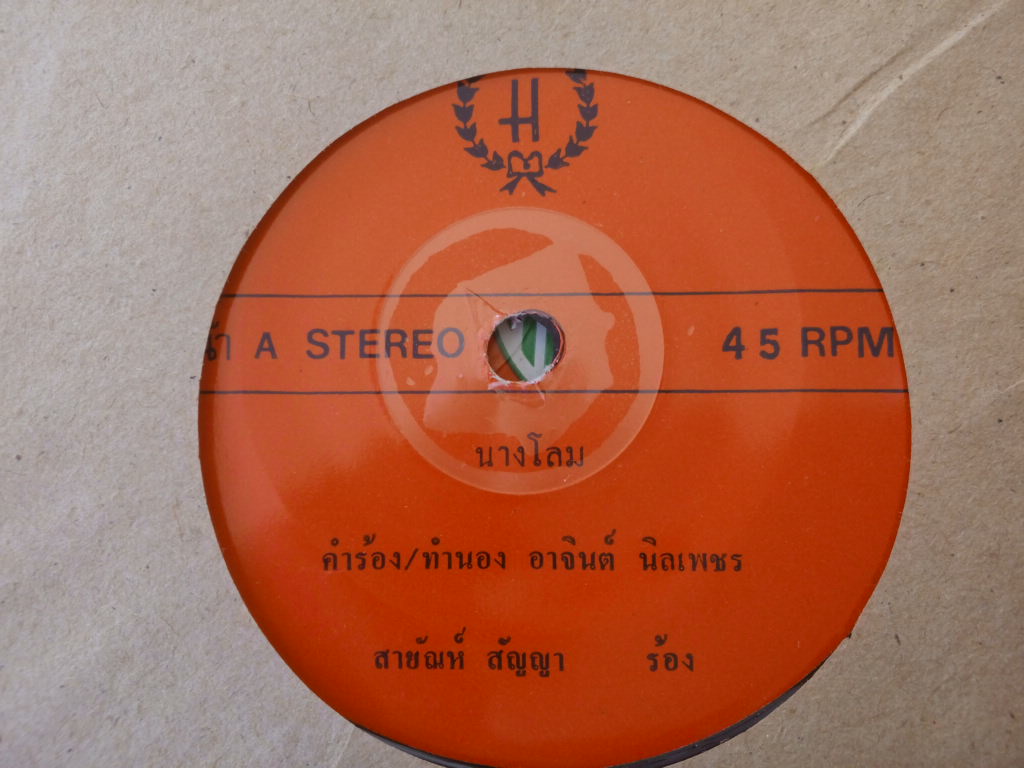 H
A STEREO 45 RPM
นางโลม
คำร้อง/ทำนอง อาจินต์ นิลเพชร
สายัณห์ สัญญา ร้อง